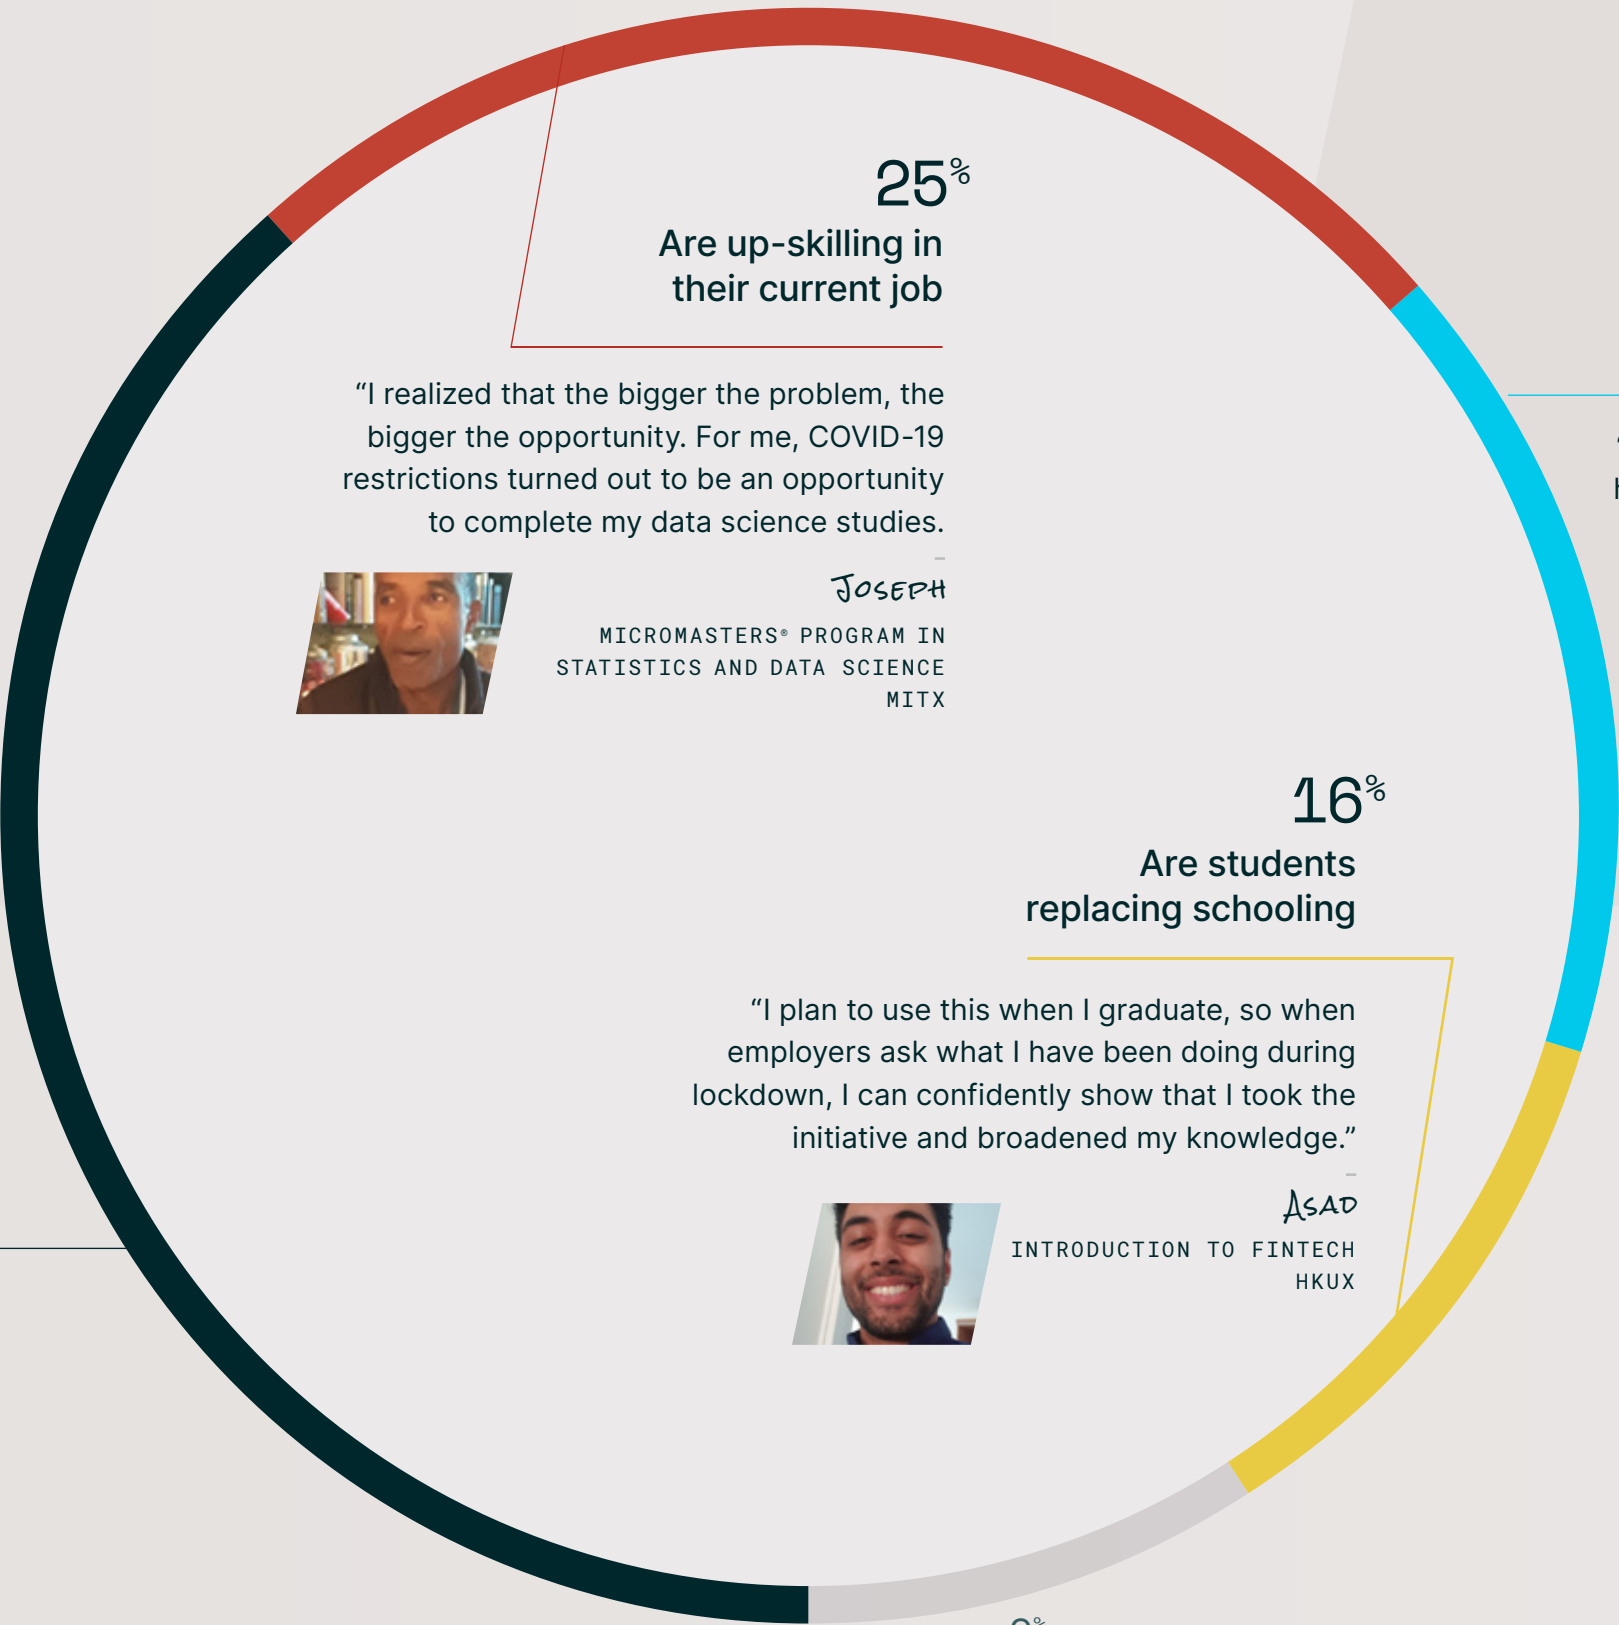 25%
Are up-skilling in
their current job
“I realized that the bigger the problem, the
bigger the opportunity. For me, COVID-19
restrictions turned out to be an opportunity
to complete my data science studies.
–
Joseph
MICROMASTERS® PROGRAM IN
STATISTICS AND DATA SCIENCE
MITX
16%
Are students
replacing schooling
“I plan to use this when I graduate, so when
employers ask what I have been doing during
lockdown, I can confidently show that I took the
initiative and broadened my knowledge.”
–
Asad
INTRODUCTION TO FINTECH
HKUX